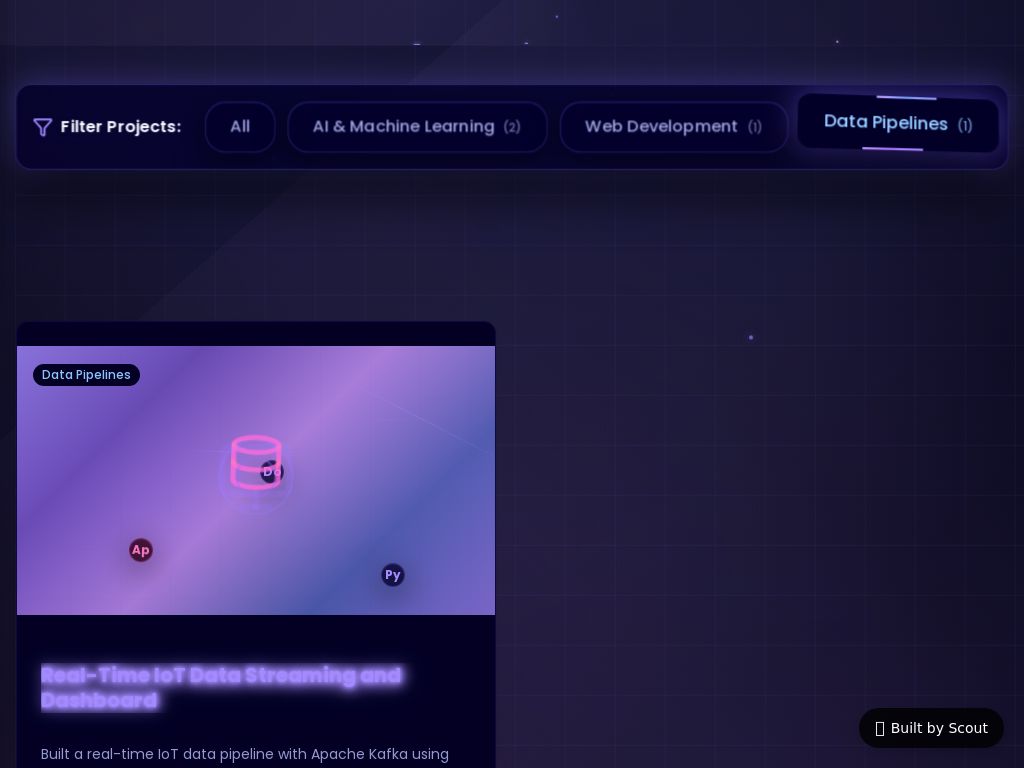 Filter Projects:
All
AI & Machine Learning (2)
Web Development (1)
Data Pipelines (1)
Data Pipelines
Do
Ap
Py
Real-Time IoT Data Streaming and
Dashboard
Built a real-time IoT data pipeline with Apache Kafka using
Built by Scout